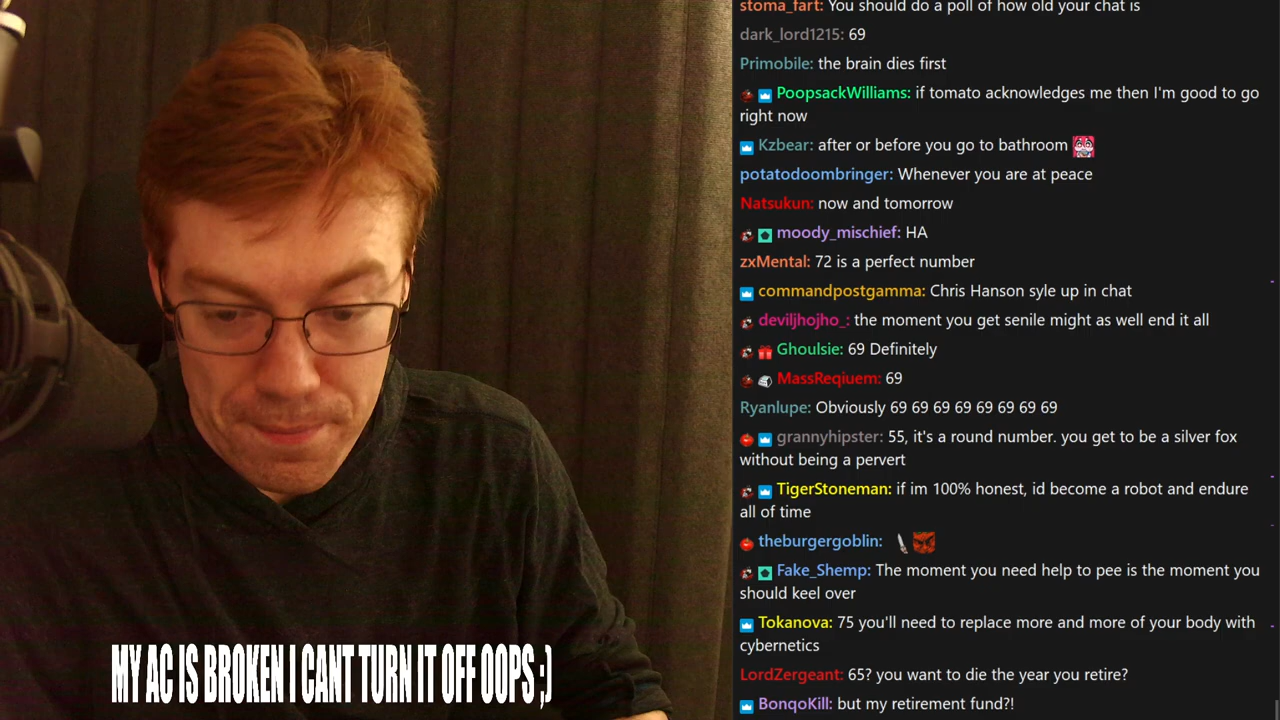 stoma_fart: You should do a poll of how old your chat is
dark_lord1215: 69
Primobile: the brain dies first
PoopsackWilliams: if tomato acknowledges me then I'm good to go
right now
Kzbear: after or before you go to bathroom
potatodoombringer: Whenever you are at peace
Natsukun: now and tomorrow
moody_mischief: HA
zxMental: 72 is a perfect number
commandpostgamma: Chris Hanson syle up in chat
deviljhojho_: the moment you get senile might as well end it all
Ghoulsie: 69 Definitely
MassReqiuem: 69
Ryanlupe: Obviously 69 69 69 69 69 69 69 69
grannyhipster: 55, it's a round number. you get to be a silver fox
without being a pervert
TigerStoneman: if im 100% honest, id become a robot and endure
all of time
theburgergoblin:
Fake_Shemp: The moment you need help to pee is the moment you
should keel over
Tokanova: 75 you'll need to replace more and more of your body with
cybernetics
LordZergeant: 65? you want to die the year you retire?
BonqoKill: but my retirement fund?!
MY AC IS BROKEN I CANT TURN IT OFF OOPS ;)